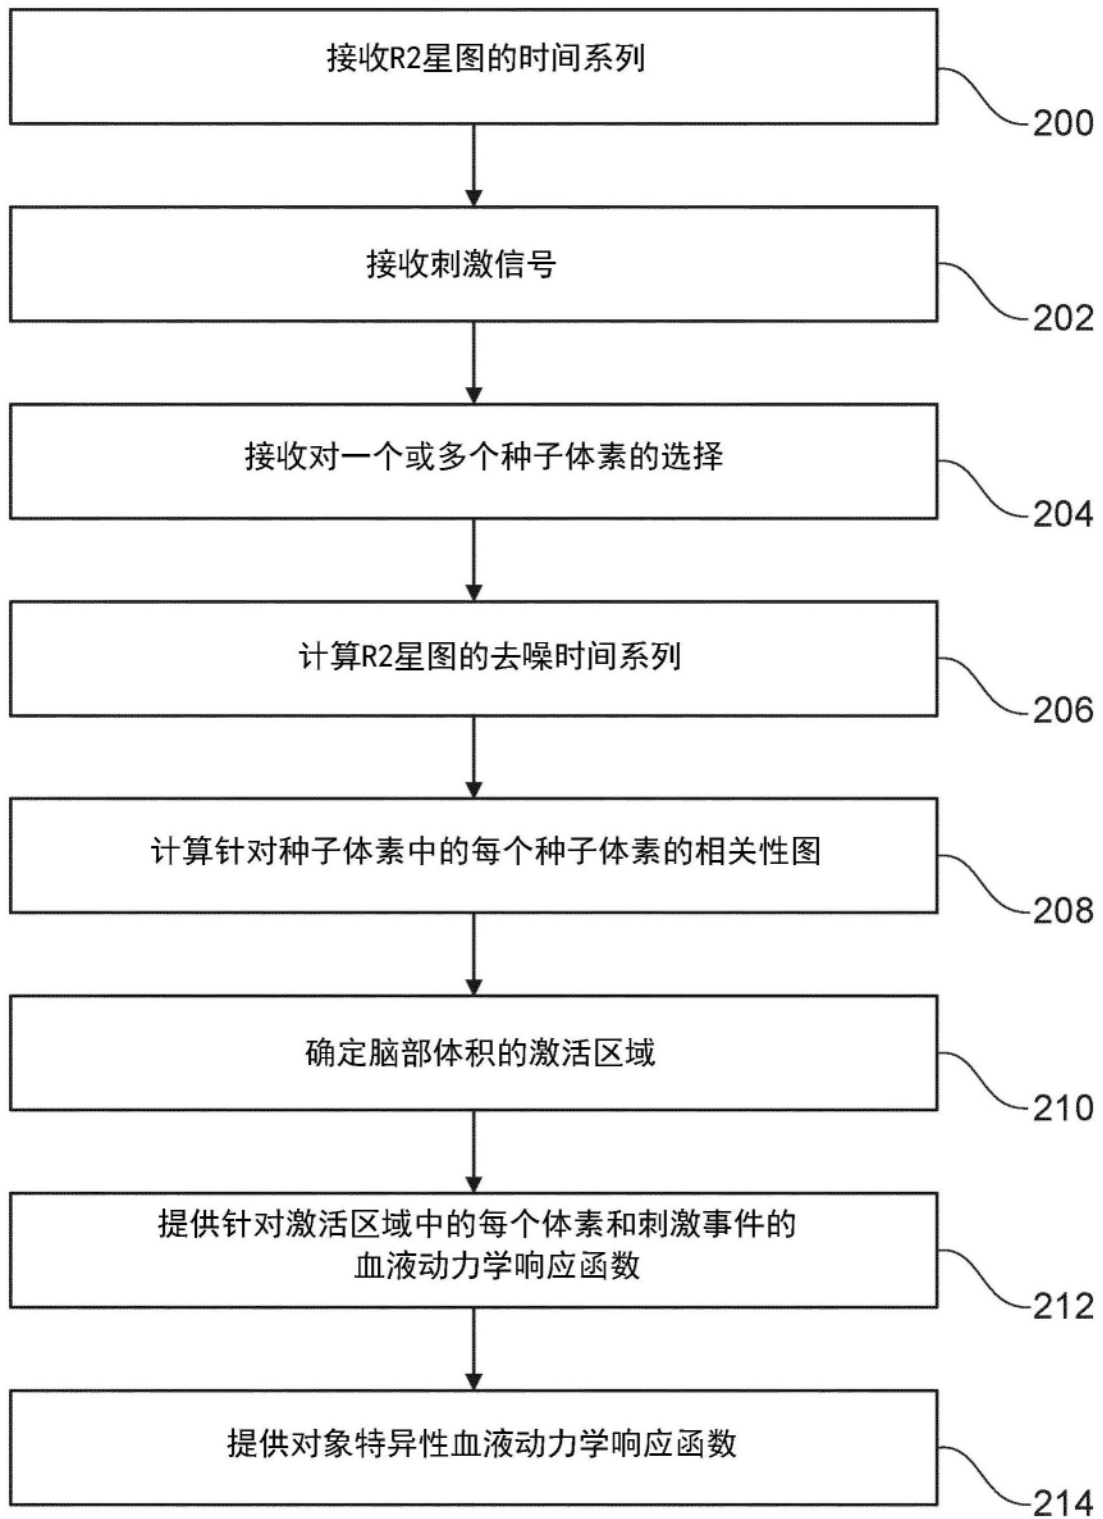 接收R2星图的时间系列
200
接收刺激信号
202
接收对一个或多个种子体素的选择
204
计算R2星图的去噪时间系列
206
计算针对种子体素中的每个种子体素的相关性图
208
确定脑部体积的激活区域
210
提供针对激活区域中的每个体素和刺激事件的
血液动力学响应函数
212
提供对象特异性血液动力学响应函数
214